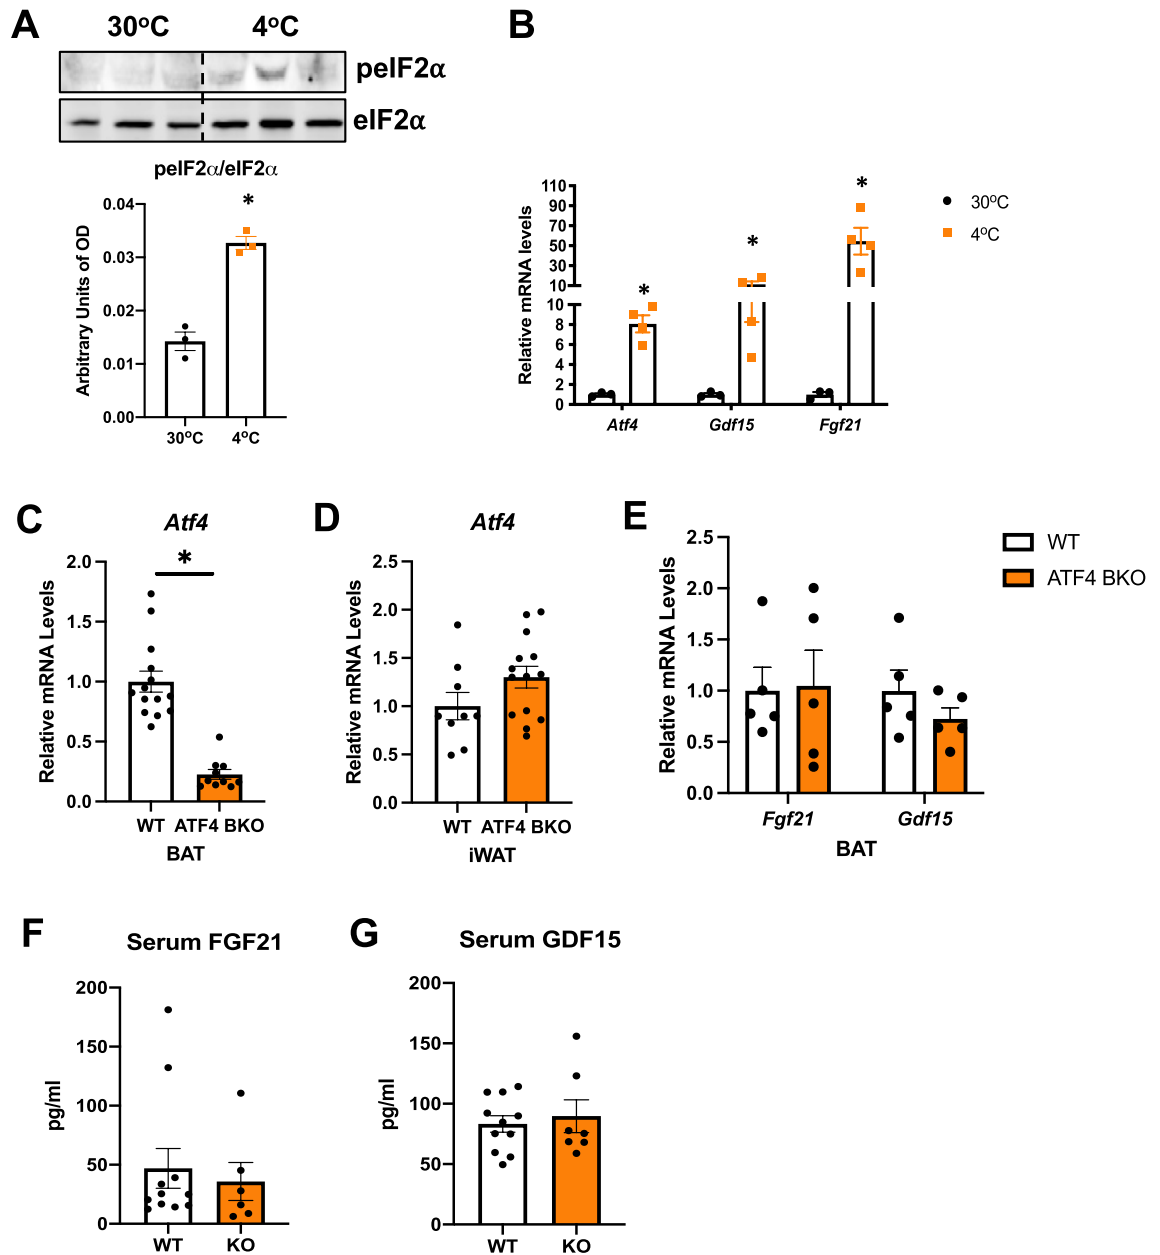 A
30°C 4°C
peIF2α
eIF2α
peIF2α/eIF2α
Arbitrary Units of OD
0.04
0.03
0.02
0.01
0.00
*
30°C 4°C
B
Relative mRNA levels
110
90
70
50
30
10
10
8
6
4
2
0
* * *
Atf4 Gdf15 Fgf21
30°C
4°C
C
Atf4
Relative mRNA Levels
2.0
1.5
1.0
0.5
0.0
*
WT ATF4 BKO
BAT
D
Atf4
Relative mRNA Levels
2.5
2.0
1.5
1.0
0.5
0.0
WT ATF4 BKO
iWAT
E
Relative mRNA Levels
2.5
2.0
1.5
1.0
0.5
0.0
Fgf21 Gdf15
BAT
WT
ATF4 BKO
F
Serum FGF21
pg/ml
200
150
100
50
0
WT KO
G
Serum GDF15
pg/ml
200
150
100
50
0
WT KO